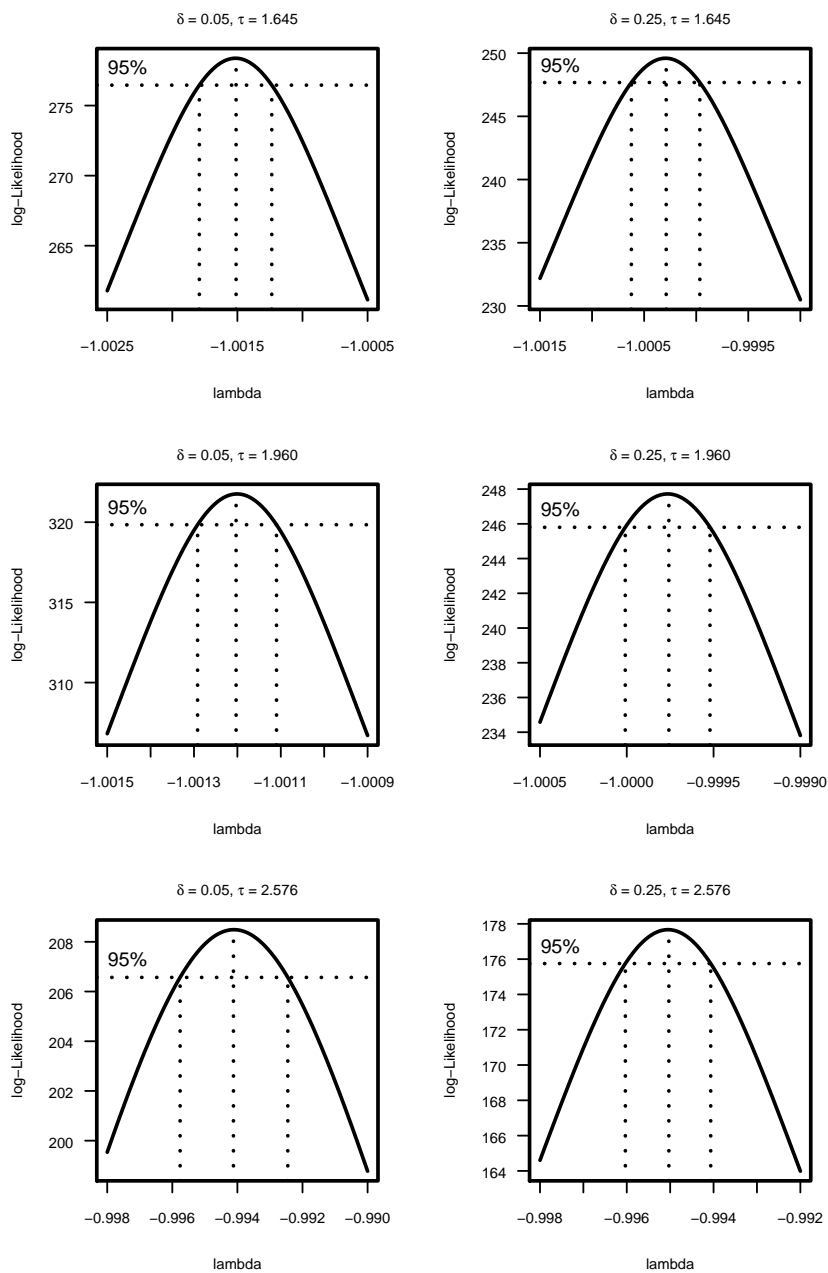 δ = 0.05, τ = 1.645
95%
275
270
265
log−Likelihood
−1.0025 −1.0015 −1.0005
lambda
δ = 0.25, τ = 1.645
95%
250
245
240
235
230
log−Likelihood
−1.0015 −1.0005 −0.9995
lambda
δ = 0.05, τ = 1.960
95%
320
315
310
log−Likelihood
−1.0015 −1.0013 −1.0011 −1.0009
lambda
δ = 0.25, τ = 1.960
95%
248
246
244
242
240
238
236
234
log−Likelihood
−1.0005 −1.0000 −0.9995 −0.9990
lambda
δ = 0.05, τ = 2.576
95%
208
206
204
202
200
log−Likelihood
−0.998 −0.996 −0.994 −0.992 −0.990
lambda
δ = 0.25, τ = 2.576
95%
178
176
174
172
170
168
166
164
log−Likelihood
−0.998 −0.996 −0.994 −0.992
lambda